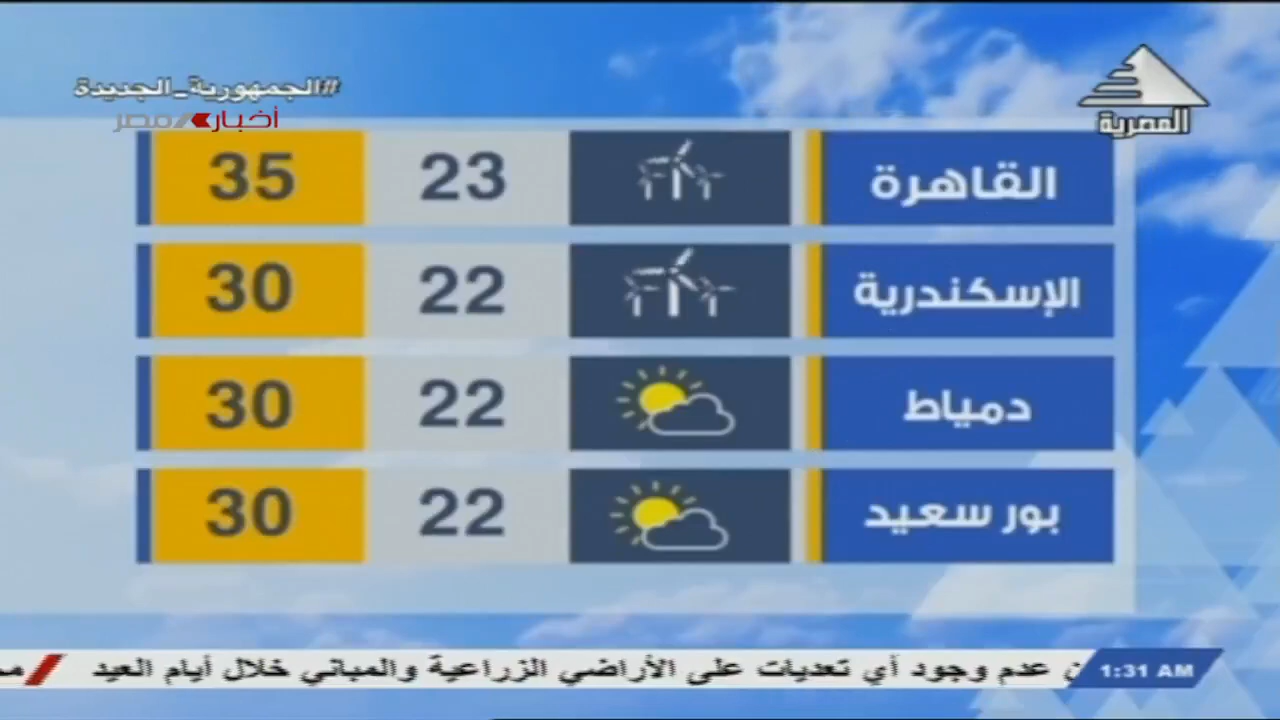 #الجمهورية_الجديدة
أخبار مصر
المصرية
القاهرة 23 35
الإسكندرية 22 30
دمياط 22 30
بور سعيد 22 30
1:31 AM
عدم وجود أي تعديات على الأراضي الزراعية والمباني خلال أيام العيد